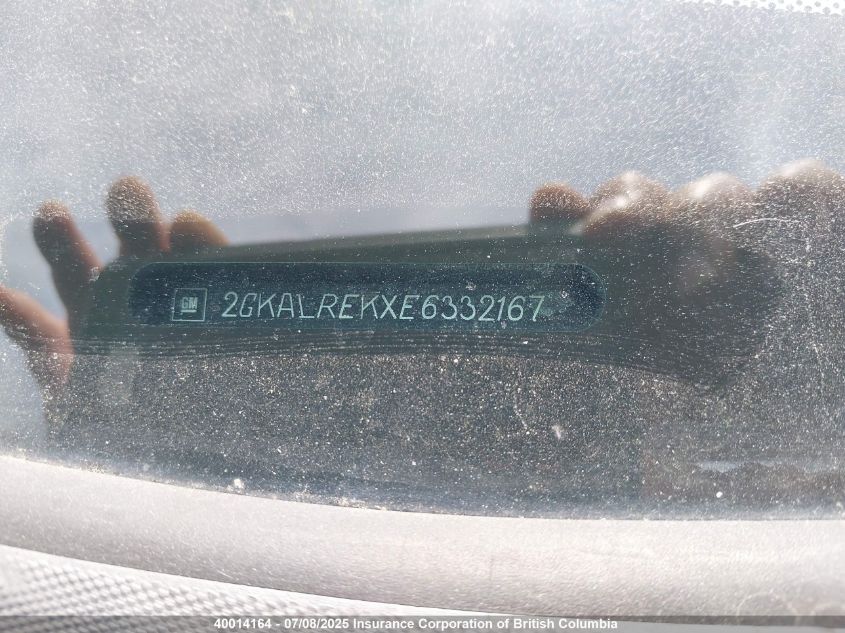 GM 2GKALREKXE6332167
40014164 - 07/08/2025 Insurance Corporation of British Columbia